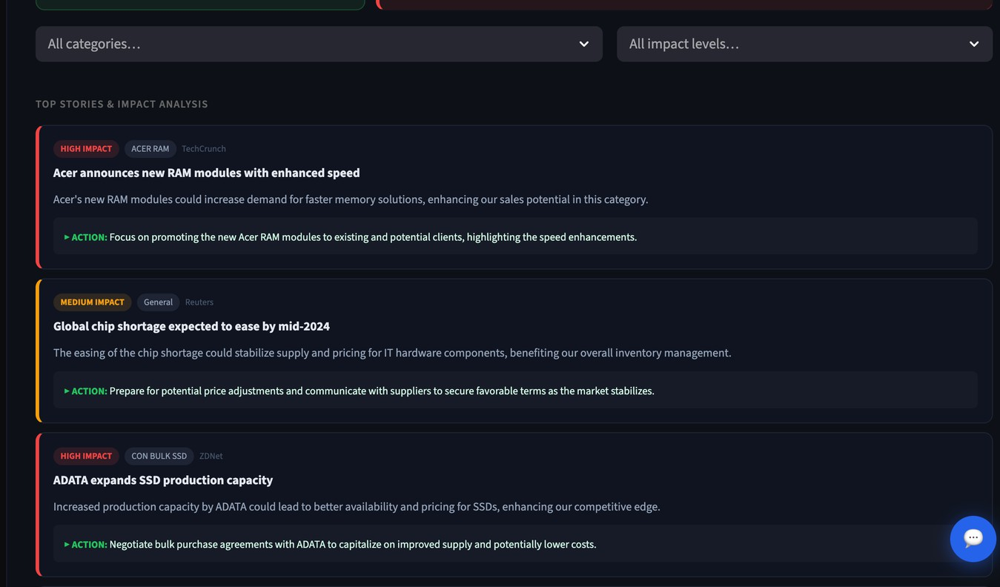 All categories…
All impact levels…
TOP STORIES & IMPACT ANALYSIS
HIGH IMPACT ACER RAM TechCrunch
Acer announces new RAM modules with enhanced speed
Acer's new RAM modules could increase demand for faster memory solutions, enhancing our sales potential in this category.
▸ ACTION: Focus on promoting the new Acer RAM modules to existing and potential clients, highlighting the speed enhancements.
MEDIUM IMPACT General Reuters
Global chip shortage expected to ease by mid-2024
The easing of the chip shortage could stabilize supply and pricing for IT hardware components, benefiting our overall inventory management.
▸ ACTION: Prepare for potential price adjustments and communicate with suppliers to secure favorable terms as the market stabilizes.
HIGH IMPACT CON BULK SSD ZDNet
ADATA expands SSD production capacity
Increased production capacity by ADATA could lead to better availability and pricing for SSDs, enhancing our competitive edge.
▸ ACTION: Negotiate bulk purchase agreements with ADATA to capitalize on improved supply and potentially lower costs.